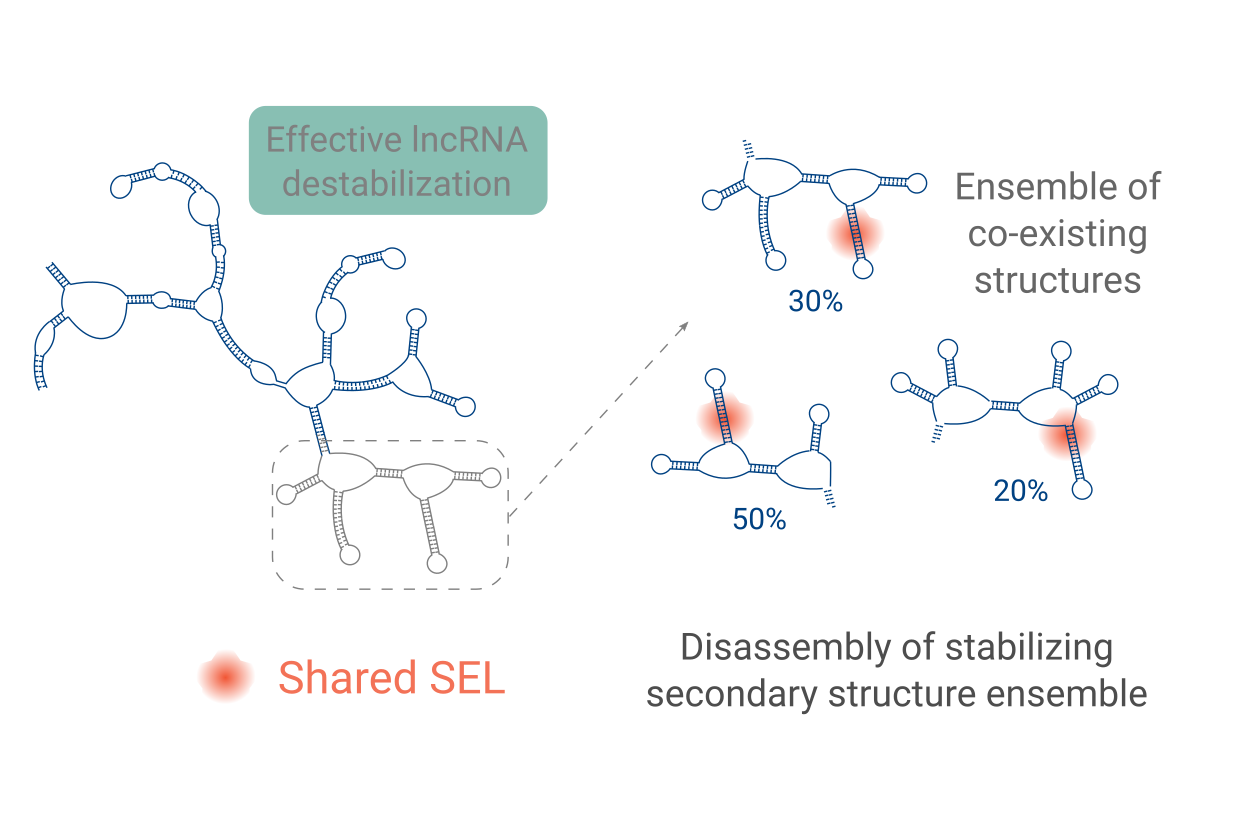 Effective lncRNA
destabilization
Ensemble of
co-existing
structures
30%
50%
20%
Shared SEL
Disassembly of stabilizing
secondary structure ensemble